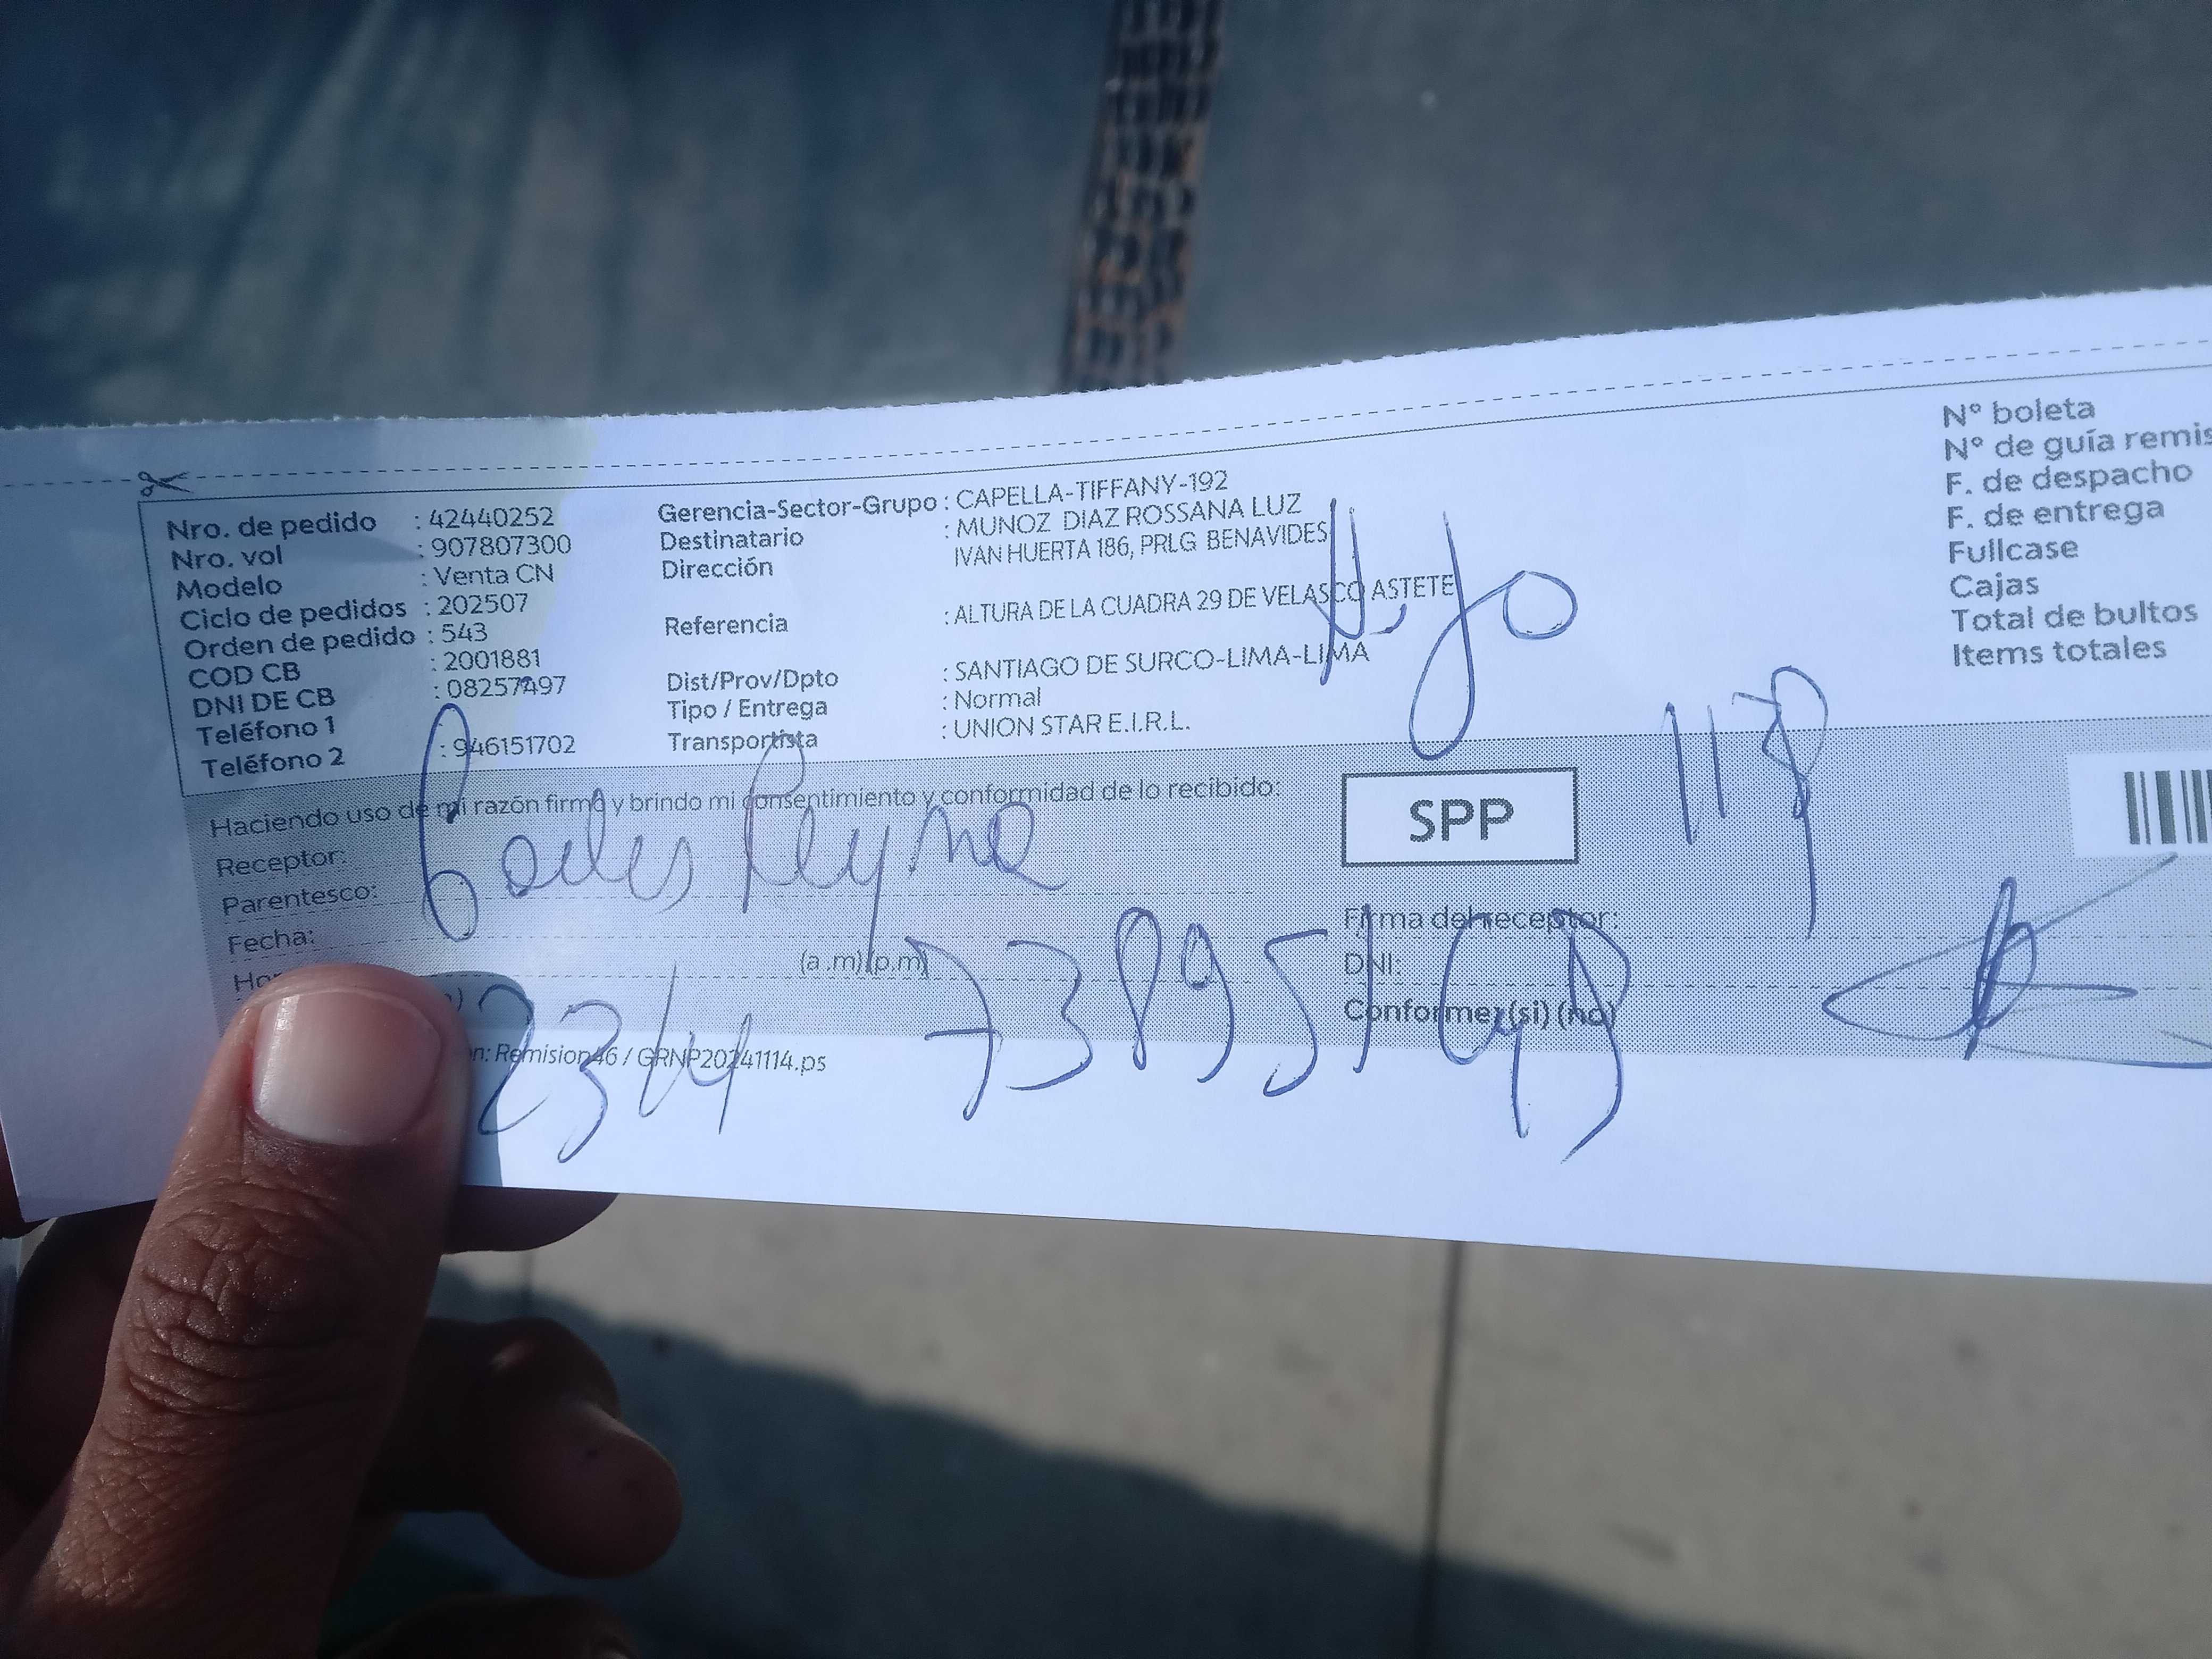 Nro. de pedido : 42440252
Nro. vol : 907807300
Modelo : Venta CN
Ciclo de pedidos : 202507
Orden de pedido : 543
COD CB : 2001881
DNI DE CB : 08257497
Teléfono 1
Teléfono 2 : 946151702
Gerencia-Sector-Grupo : CAPELLA-TIFFANY-192
Destinatario : MUNOZ DIAZ ROSSANA LUZ
Dirección IVAN HUERTA 186, PRLG BENAVIDES
Referencia : ALTURA DE LA CUADRA 29 DE VELASCO ASTETE
Dist/Prov/Dpto : SANTIAGO DE SURCO-LIMA-LIMA
Tipo / Entrega : Normal
Transportista : UNION STAR E.I.R.L.
N° boleta
N° de guía remis
F. de despacho
F. de entrega
Fullcase
Cajas
Total de bultos
Items totales
Haciendo uso de mi razón firmo y brindo mi consentimiento y conformidad de lo recibido:
Receptor:
Parentesco:
Fecha:
Ho
(a.m)(p.m)
SPP
Firma del receptor:
DNI:
Conforme: (si) (no)
n: Remision46 / GRNP20241114.ps